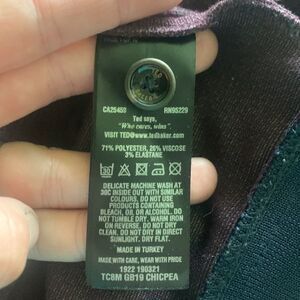 CA25450 RN95229
Ted says,
"Who cares, wins".
VISIT TED@www.tedbaker.com
71% POLYESTER, 26% VISCOSE
3% ELASTANE
30
DELICATE MACHINE WASH AT
30C INSIDE OUT WITH SIMILAR
COLOURS. DO NOT USE
PRODUCTS CONTAINING
BLEACH, OIL OR ALCOHOL. DO
NOT TUMBLE DRY. WARM IRON
ON REVERSE. DO NOT DRY
CLEAN. DO NOT DRY IN DIRECT
SUNLIGHT. DRY FLAT.
MADE IN TURKEY
MADE WITH CARE, WEAR WITH PRIDE
1922 190321
TC8M GB19 CHICPEA